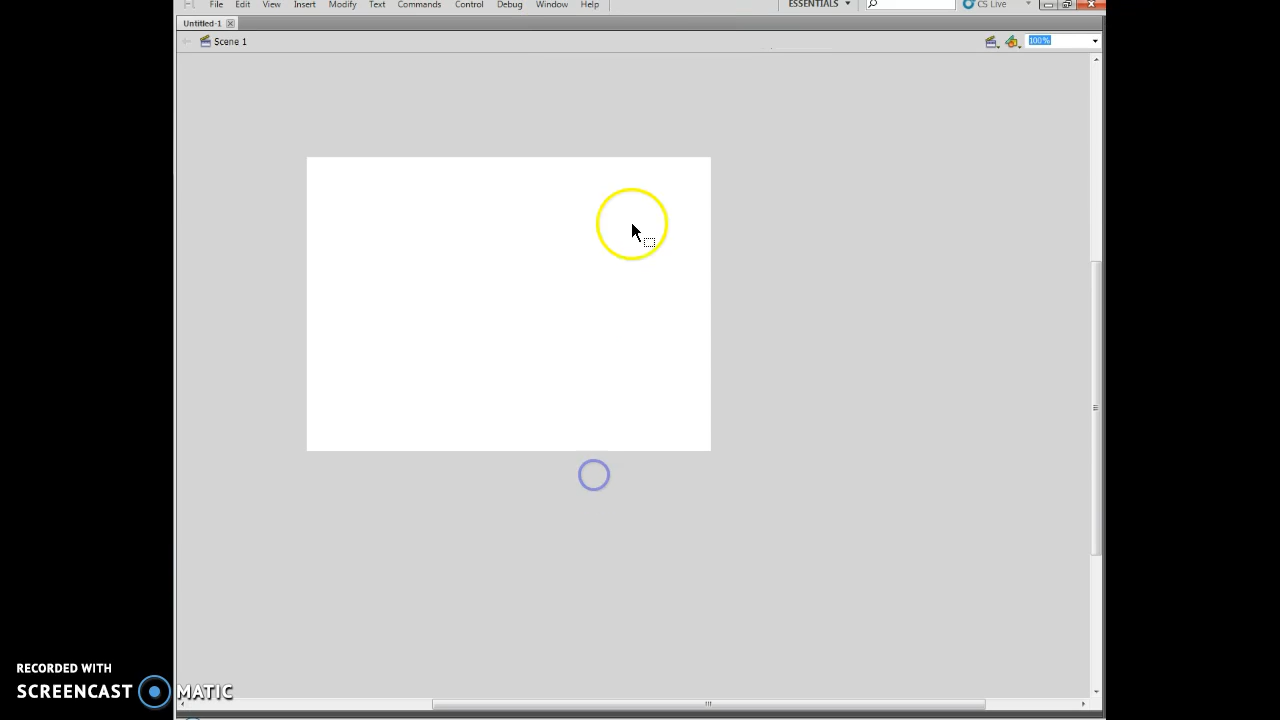 Fl File Edit View Insert Modify Text Commands Control Debug Window Help ESSENTIALS CS Live
Untitled-1
Scene 1 100%
RECORDED WITH
SCREENCAST MATIC